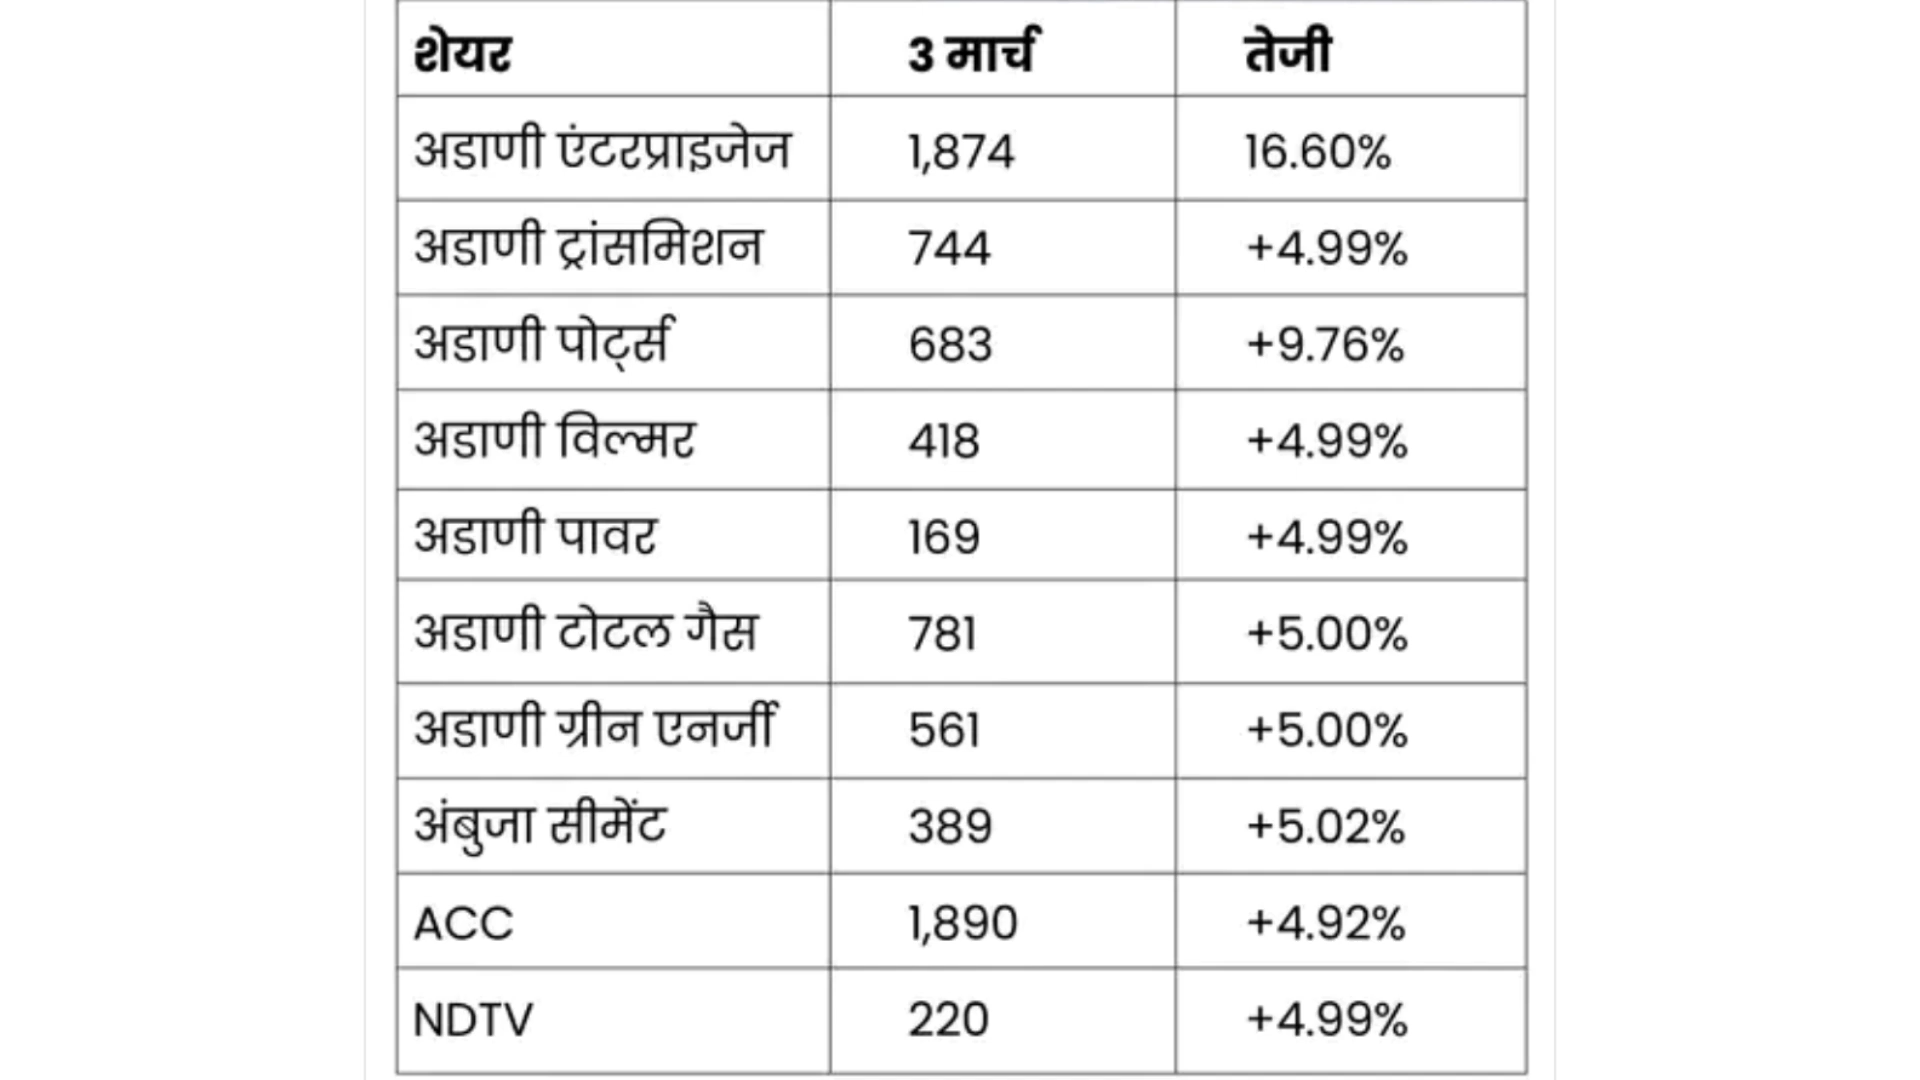 शेयर 3 मार्च तेजी
अडाणी एंटरप्राइजेज 1,874 16.60%
अडाणी ट्रांसमिशन 744 +4.99%
अडाणी पोर्ट्स 683 +9.76%
अडाणी विल्मर 418 +4.99%
अडाणी पावर 169 +4.99%
अडाणी टोटल गैस 781 +5.00%
अडाणी ग्रीन एनर्जी 561 +5.00%
अंबुजा सीमेंट 389 +5.02%
ACC 1,890 +4.92%
NDTV 220 +4.99%